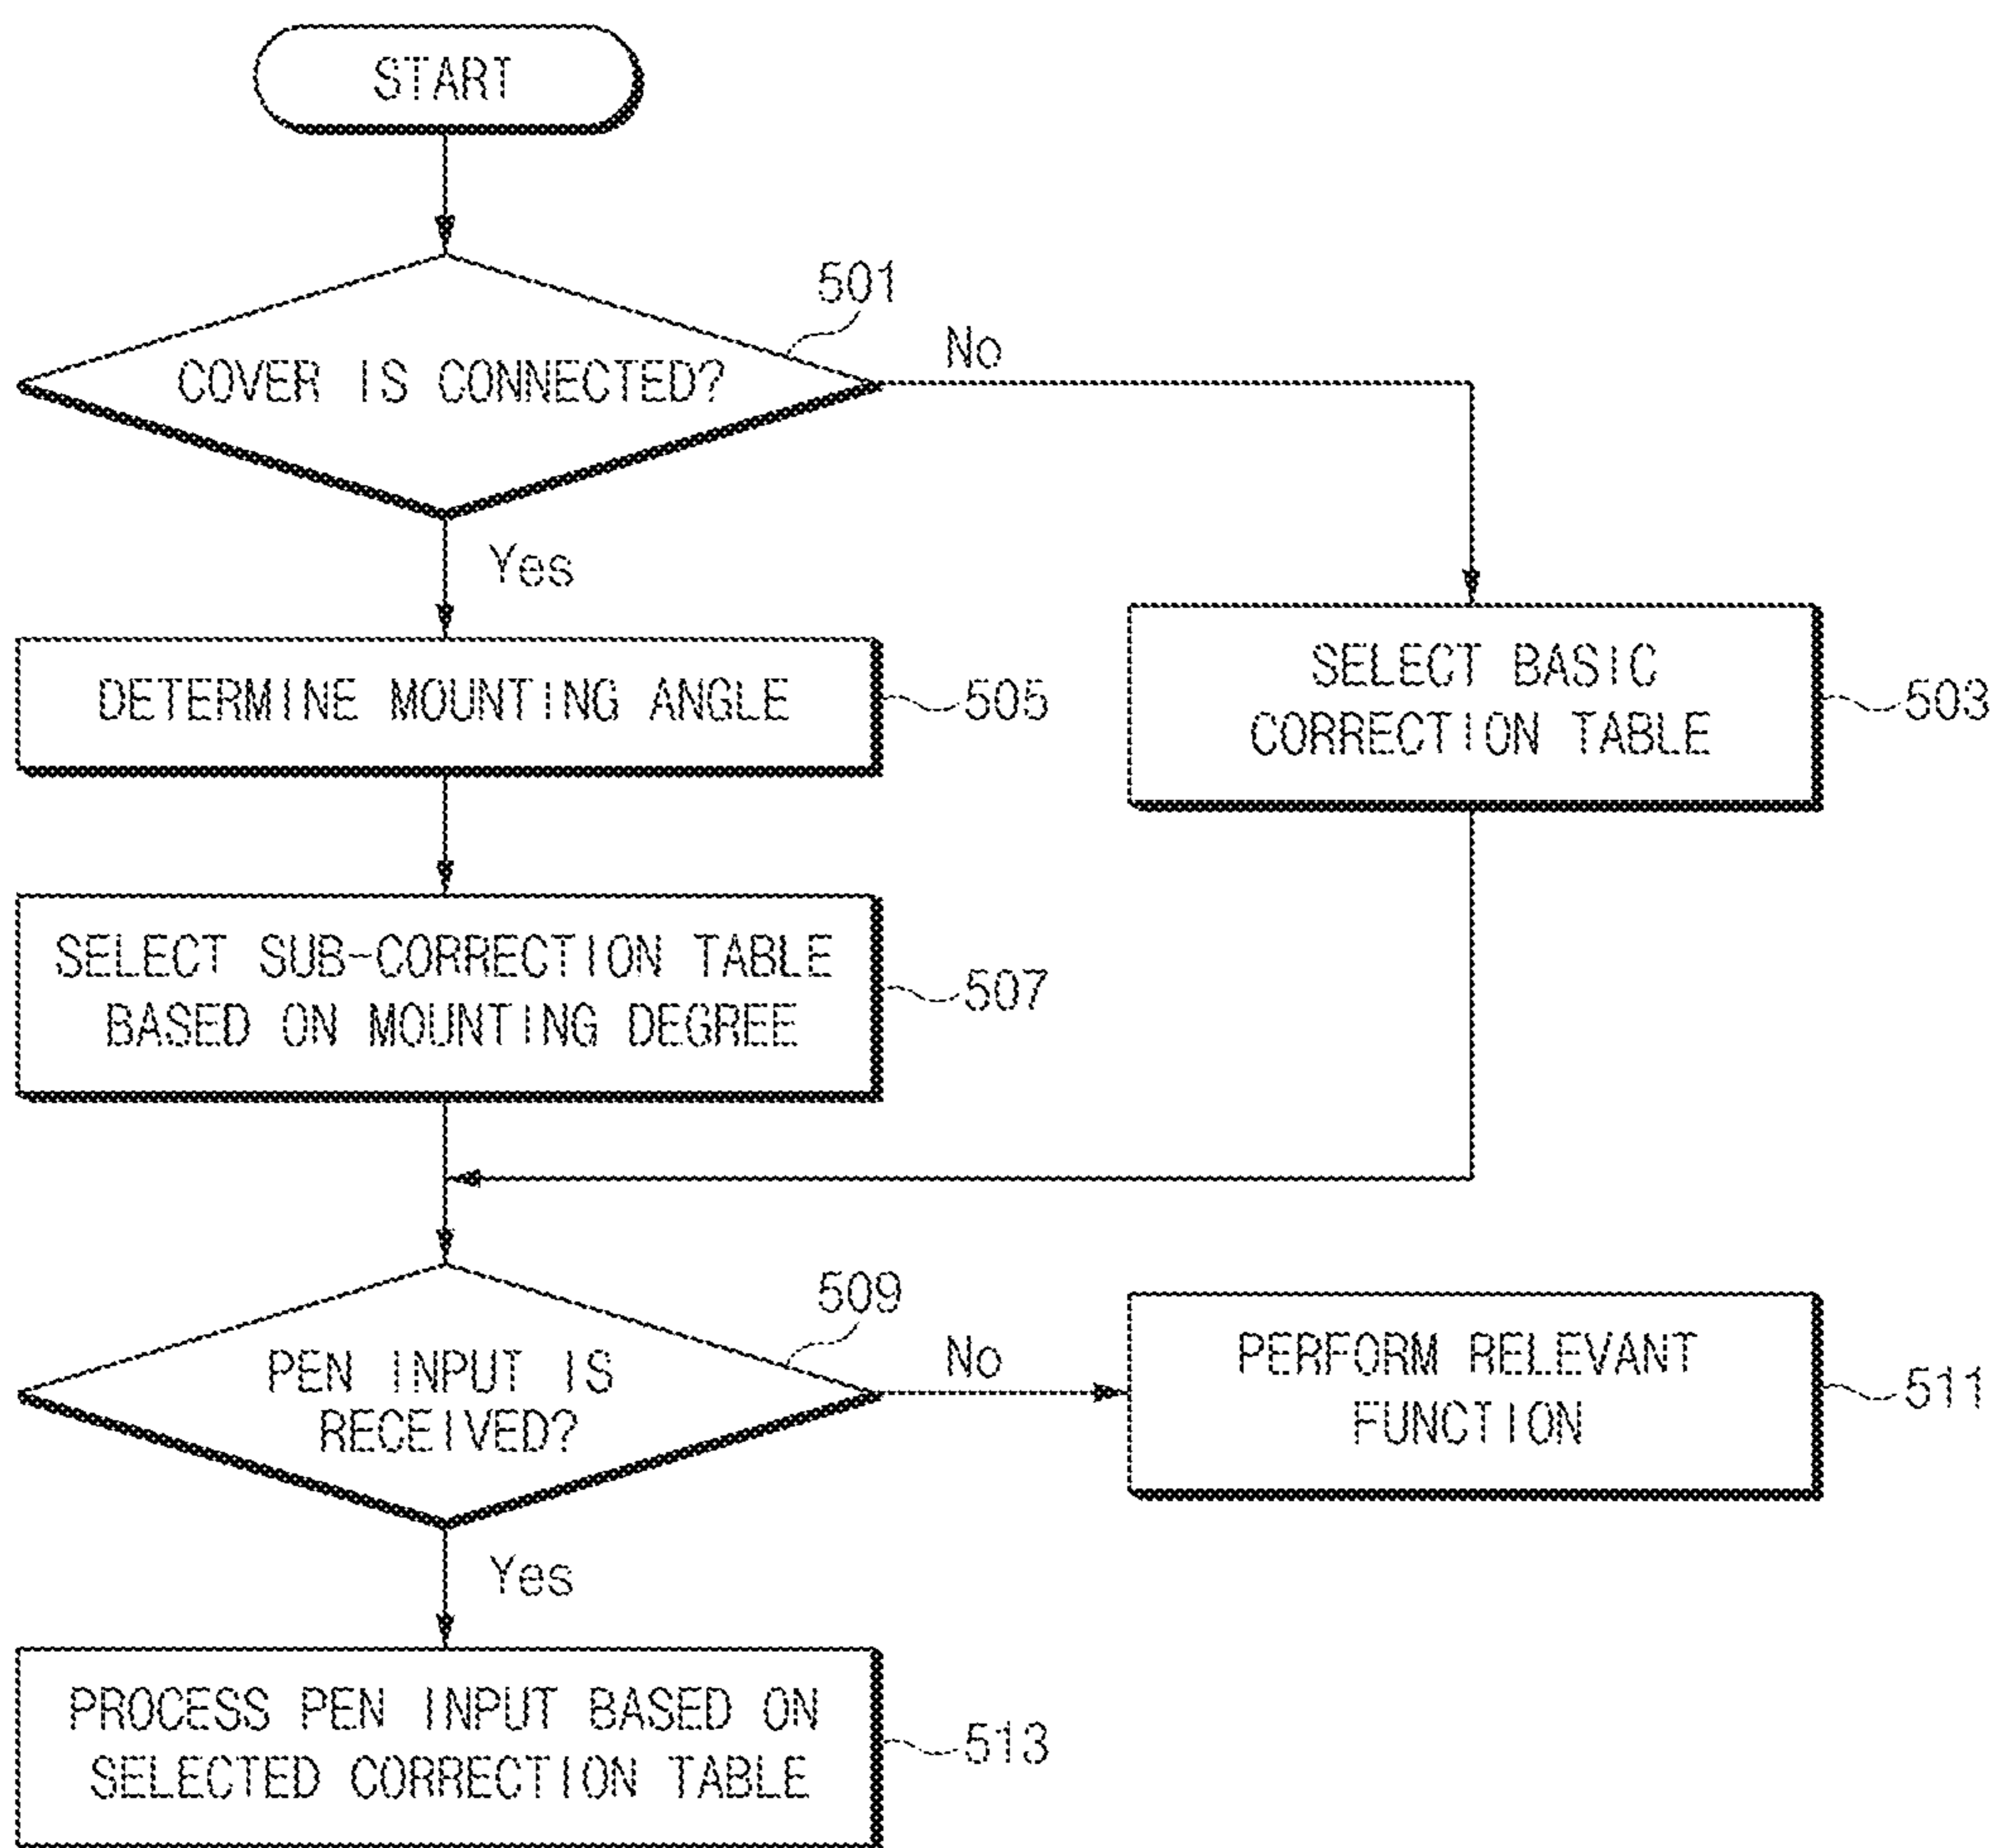 START
501
COVER IS CONNECTED?
No
Yes
DETERMINE MOUNTING ANGLE
505
SELECT BASIC
CORRECTION TABLE
503
SELECT SUB-CORRECTION TABLE
BASED ON MOUNTING DEGREE
507
509
PEN INPUT IS
RECEIVED?
No
PERFORM RELEVANT
FUNCTION
511
Yes
PROCESS PEN INPUT BASED ON
SELECTED CORRECTION TABLE
513